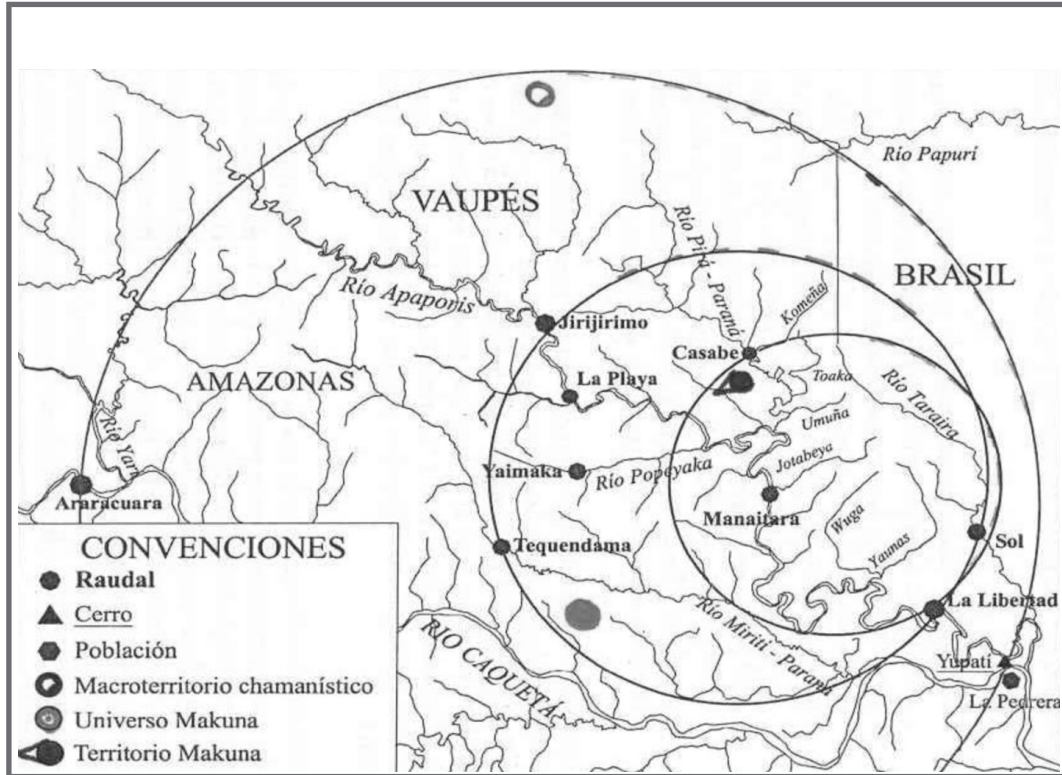 Río Papurí
VAUPÉS
Río Pirá - Paraná
BRASIL
Río Apaporis
Komeña
Jirijirimo
Casabe
AMAZONAS
La Playa
Toaka
Río Taraira
Umuña
Río Yarí
Yaimaka
Río Popeyaka
Jotabeya
Araracuara
Manaitara
Wuga
Sol
Tequendama
Yaunas
La Libertad
Río Miriti - Paraná
RIO CAQUETÁ
Yupatí
La Pedrera
CONVENCIONES
Raudal
Cerro
Población
Macroterritorio chamanístico
Universo Makuna
Territorio Makuna